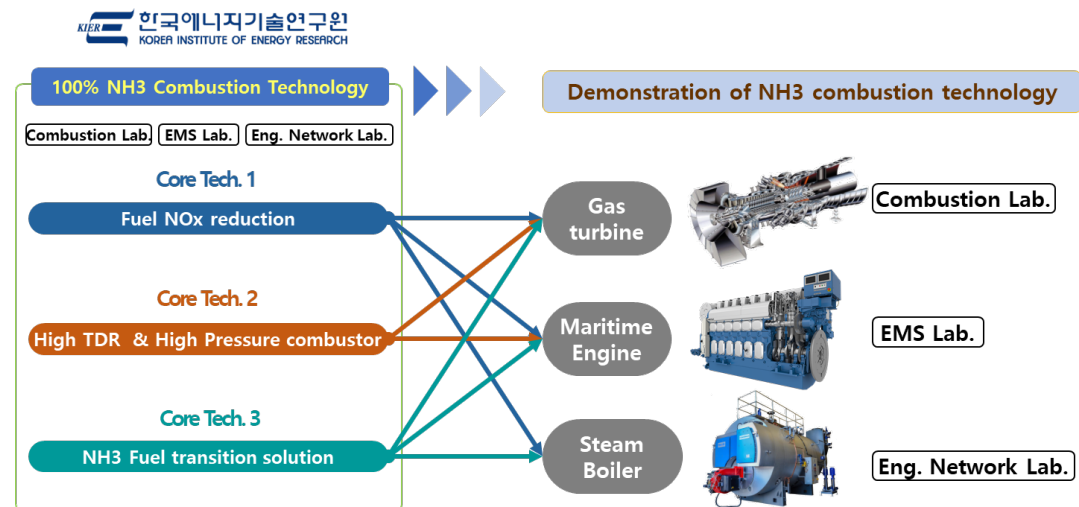 KIER 한국에너지기술연구원
KOREA INSTITUTE OF ENERGY RESEARCH
100% NH3 Combustion Technology
Demonstration of NH3 combustion technology
Combustion Lab. EMS Lab. Eng. Network Lab.
Core Tech. 1
Fuel NOx reduction
Gas
turbine
Combustion Lab.
Core Tech. 2
High TDR & High Pressure combustor
Maritime
Engine
EMS Lab.
Core Tech. 3
NH3 Fuel transition solution
Steam
Boiler
Eng. Network Lab.